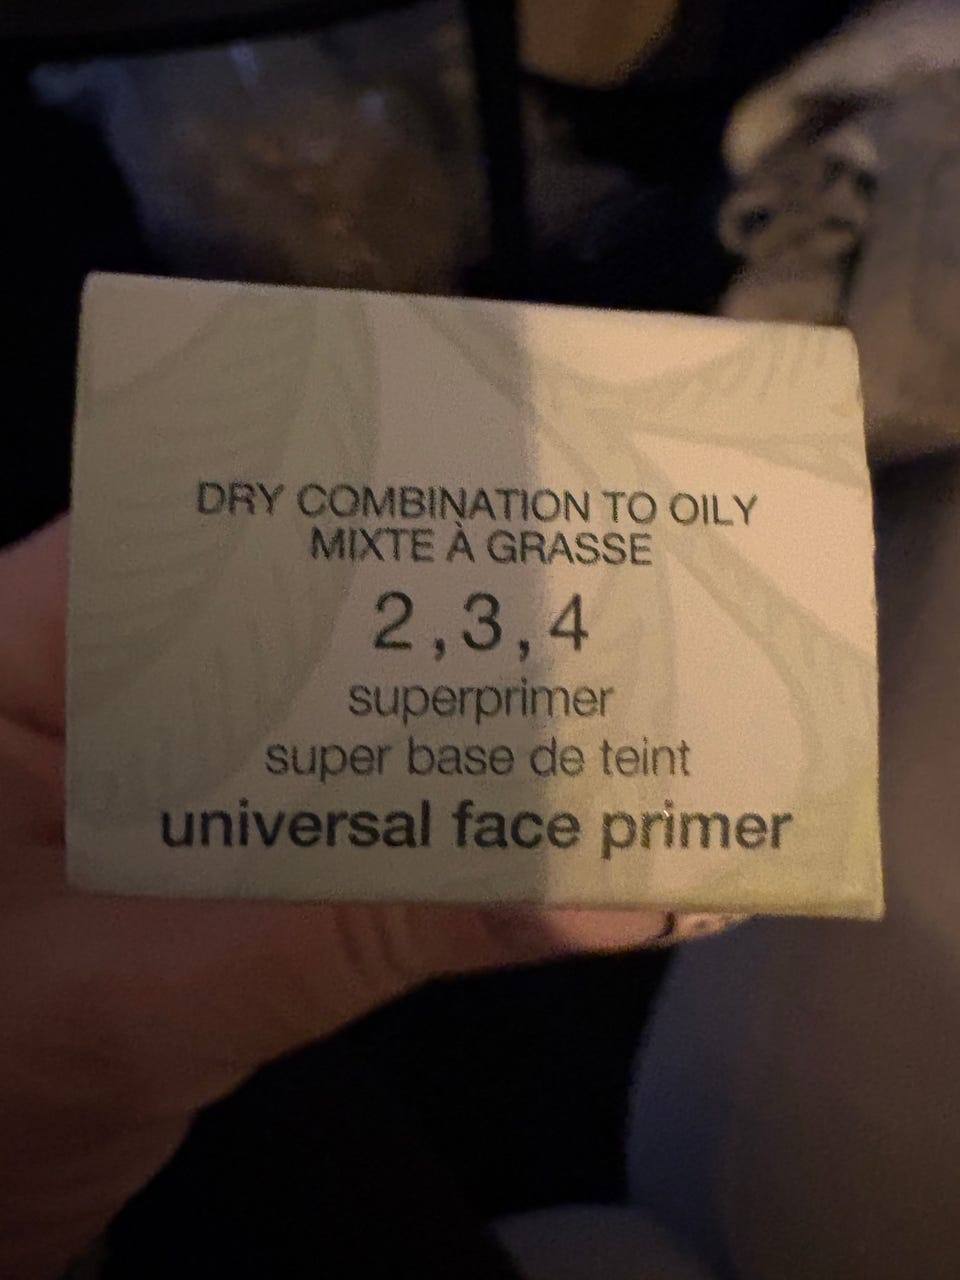 DRY COMBINATION TO OILY
MIXTE À GRASSE
2,3,4
superprimer
super base de teint
universal face primer